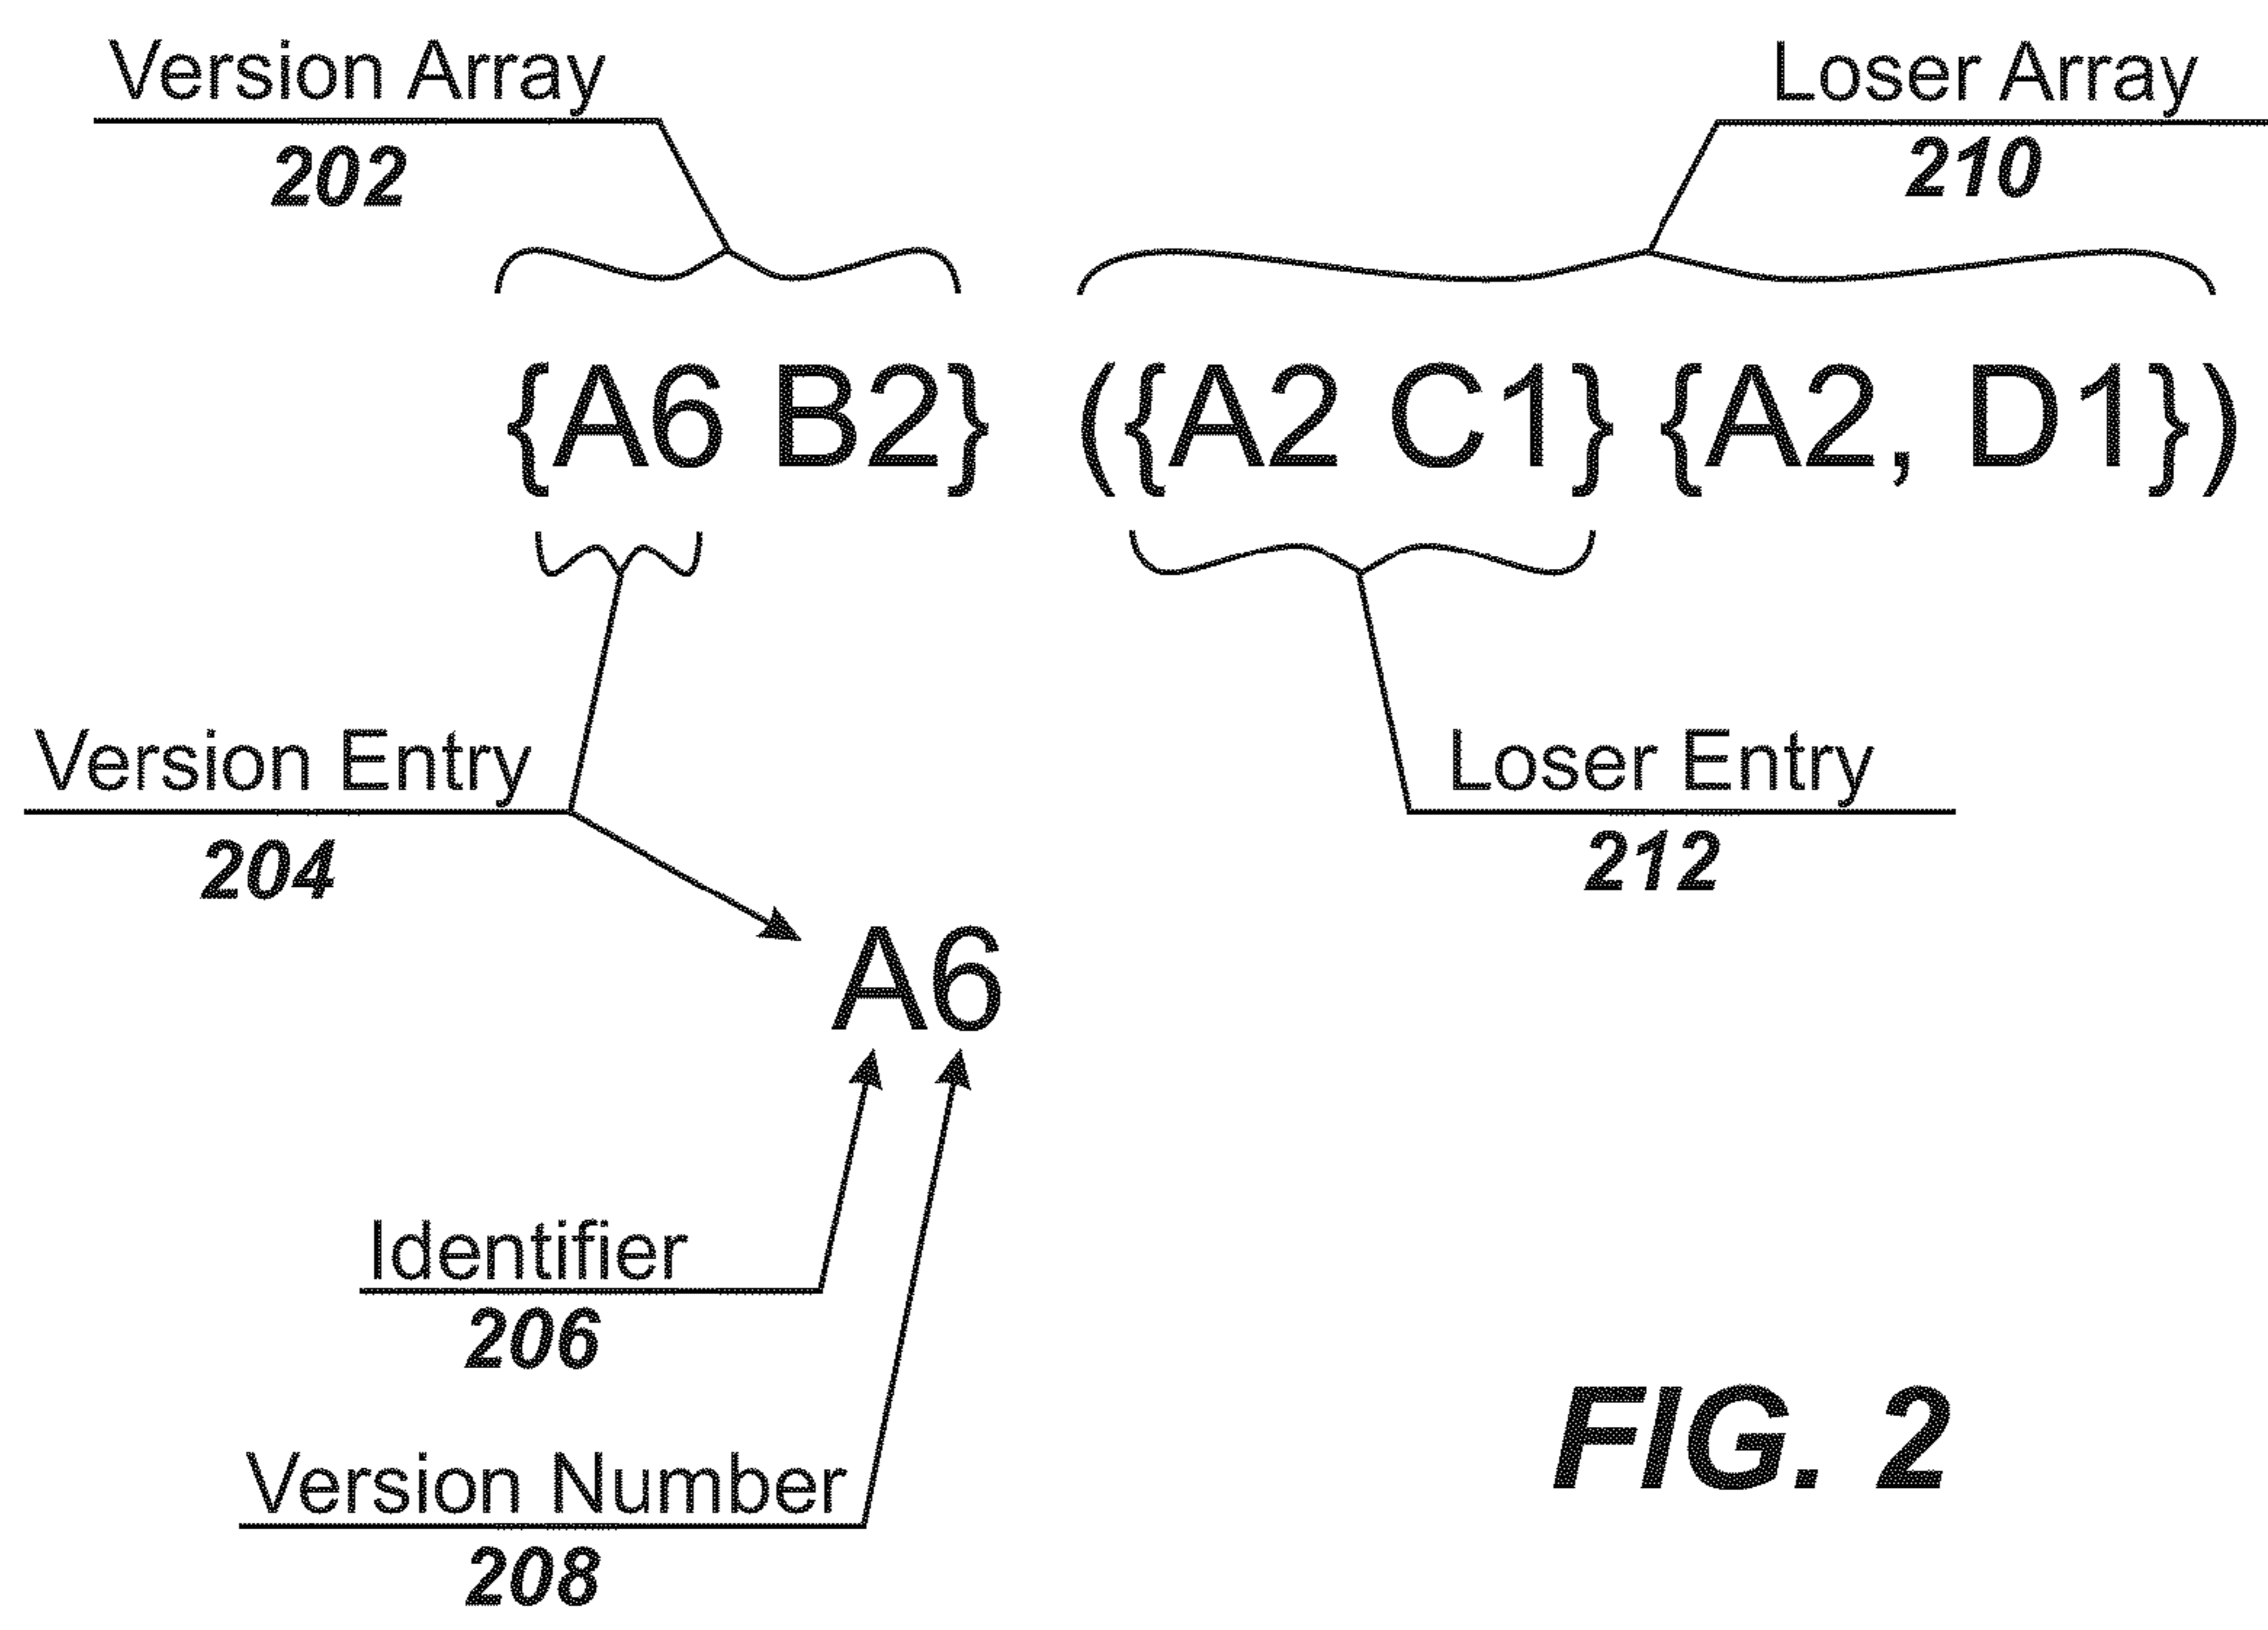 Version Array
202
Loser Array
210
{A6 B2} ({A2 C1} {A2, D1})
Version Entry
204
Loser Entry
212
A6
Identifier
206
Version Number
208
FIG. 2